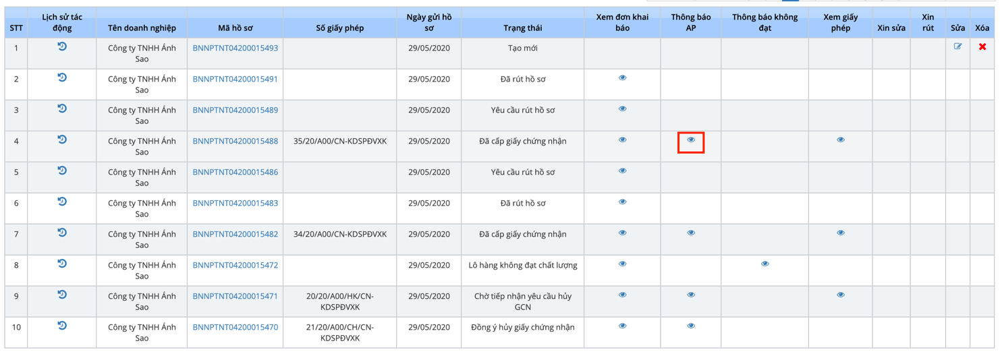 STT Lịch sử tác động Tên doanh nghiệp Mã hồ sơ Số giấy phép Ngày gửi hồ sơ Trạng thái Xem đơn khai báo Thông báo AP Thông báo không đạt Xem giấy phép Xin sửa Xin rút Sửa Xóa
1 Công ty TNHH Ánh Sao BNNPTNT04200015493 29/05/2020 Tạo mới
2 Công ty TNHH Ánh Sao BNNPTNT04200015491 29/05/2020 Đã rút hồ sơ
3 Công ty TNHH Ánh Sao BNNPTNT04200015489 29/05/2020 Yêu cầu rút hồ sơ
4 Công ty TNHH Ánh Sao BNNPTNT04200015488 35/20/A00/CN-KDSPĐVXK 29/05/2020 Đã cấp giấy chứng nhận
5 Công ty TNHH Ánh Sao BNNPTNT04200015486 29/05/2020 Yêu cầu rút hồ sơ
6 Công ty TNHH Ánh Sao BNNPTNT04200015483 29/05/2020 Đã rút hồ sơ
7 Công ty TNHH Ánh Sao BNNPTNT04200015482 34/20/A00/CN-KDSPĐVXK 29/05/2020 Đã cấp giấy chứng nhận
8 Công ty TNHH Ánh Sao BNNPTNT04200015472 29/05/2020 Lô hàng không đạt chất lượng
9 Công ty TNHH Ánh Sao BNNPTNT04200015471 20/20/A00/HK/CN-KDSPĐVXK 29/05/2020 Chờ tiếp nhận yêu cầu hủy GCN
10 Công ty TNHH Ánh Sao BNNPTNT04200015470 21/20/A00/CH/CN-KDSPĐVXK 29/05/2020 Đồng ý hủy giấy chứng nhận